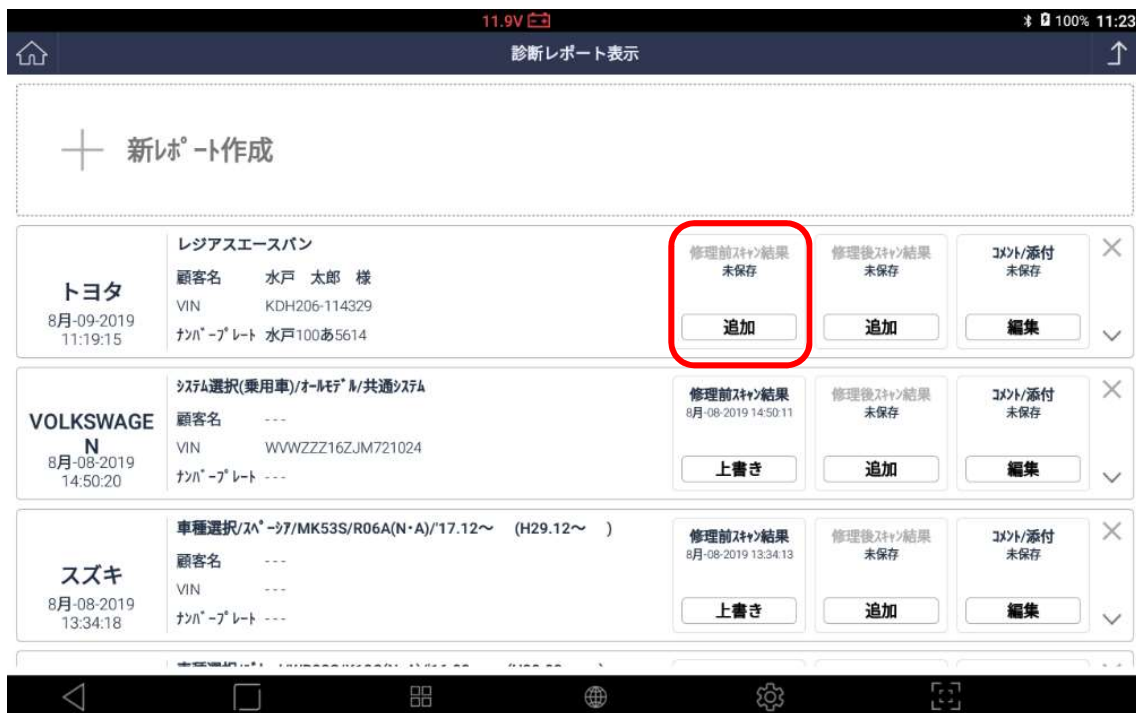 11.9V
100% 11:23
診断レポート表示
新ﾚﾎﾟｰﾄ作成
トヨタ
8月-09-2019
11:19:15
レジアスエースバン
顧客名 水戸 太郎 様
VIN KDH206-114329
ﾅﾝﾊﾞｰﾌﾟﾚｰﾄ 水戸100あ5614
修理前ｽｷｬﾝ結果
未保存
追加
修理後ｽｷｬﾝ結果
未保存
追加
ｺﾒﾝﾄ/添付
未保存
編集
VOLKSWAGE
N
8月-08-2019
14:50:20
ｼｽﾃﾑ選択(乗用車)/ｵｰﾙﾓﾃﾞﾙ/共通ｼｽﾃﾑ
顧客名 ---
VIN WVWZZZ16ZJM721024
ﾅﾝﾊﾞｰﾌﾟﾚｰﾄ ---
修理前ｽｷｬﾝ結果
8月-08-2019 14:50:11
上書き
修理後ｽｷｬﾝ結果
未保存
追加
ｺﾒﾝﾄ/添付
未保存
編集
スズキ
8月-08-2019
13:34:18
車種選択/ｽﾍﾟｰｼｱ/MK53S/R06A(N･A)/'17.12～ (H29.12～ )
顧客名 ---
VIN ---
ﾅﾝﾊﾞｰﾌﾟﾚｰﾄ ---
修理前ｽｷｬﾝ結果
8月-08-2019 13:34:13
上書き
修理後ｽｷｬﾝ結果
未保存
追加
ｺﾒﾝﾄ/添付
未保存
編集